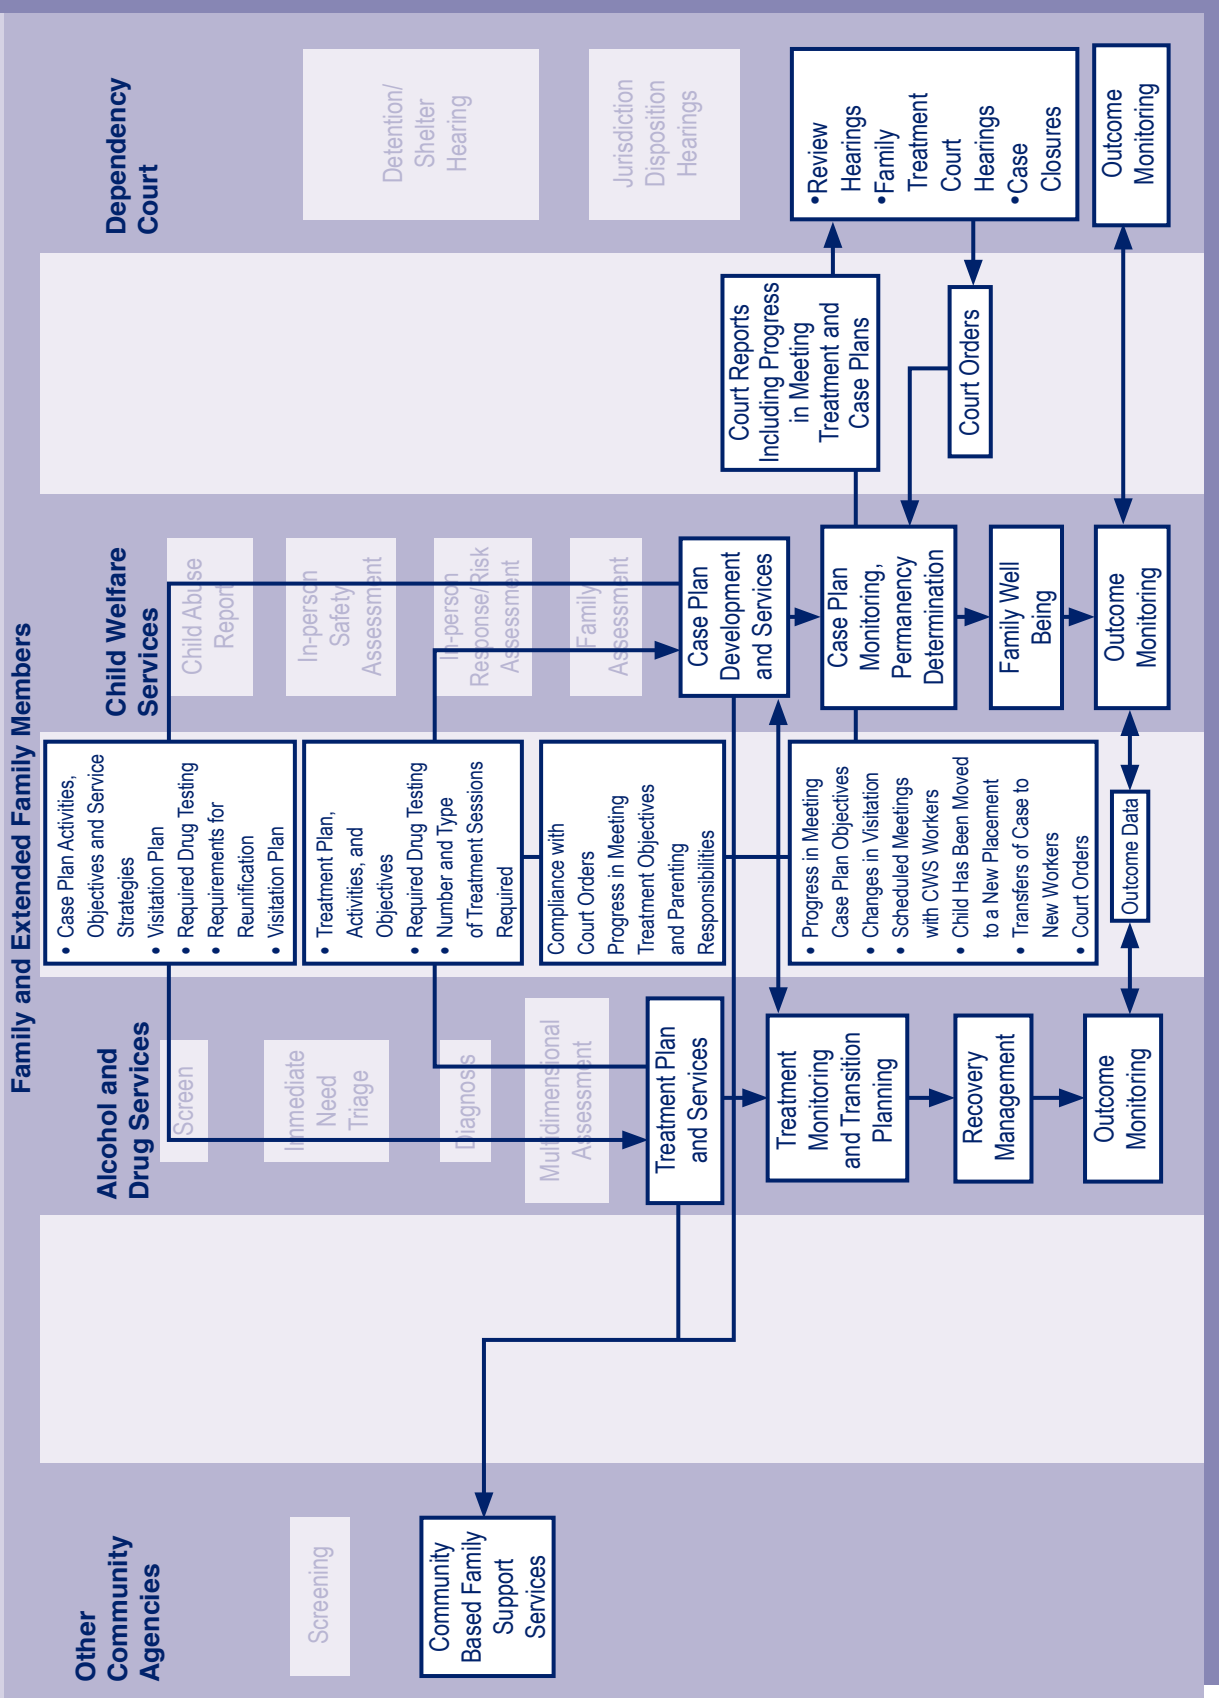 Family and Extended Family Members
Other
Community
Agencies
Alcohol and
Drug Services
Child Welfare
Services
Dependency
Court
Screening
Community
Based Family
Support
Services
Screen
Immediate
Need
Triage
Diagnosis
Multidimensional
Assessment
Treatment Plan
and Services
Treatment
Monitoring
and Transition
Planning
Recovery
Management
Outcome
Monitoring
• Case Plan Activities,
Objectives and Service
Strategies
• Visitation Plan
• Required Drug Testing
• Requirements for
Reunification
• Visitation Plan
• Treatment Plan,
Activities, and
Objectives
• Required Drug Testing
• Number and Type
of Treatment Sessions
Required
Compliance with
Court Orders
Progress in Meeting
Treatment Objectives
and Parenting
Responsibilities
• Progress in Meeting
Case Plan Objectives
• Changes in Visitation
• Scheduled Meetings
with CWS Workers
• Child Has Been Moved
to a New Placement
• Transfers of Case to
New Workers
• Court Orders
Outcome Data
Child Abuse
Report
In-person
Safety
Assessment
In-person
Response/Risk
Assessment
Family
Assessment
Case Plan
Development
and Services
Case Plan
Monitoring,
Permanency
Determination
Family Well
Being
Outcome
Monitoring
Court Reports
Including Progress
in Meeting
Treatment and
Case Plans
Court Orders
Detention/
Shelter
Hearing
Jurisdiction
Disposition
Hearings
•Review
Hearings
•Family
Treatment
Court
Hearings
•Case
Closures
Outcome
Monitoring